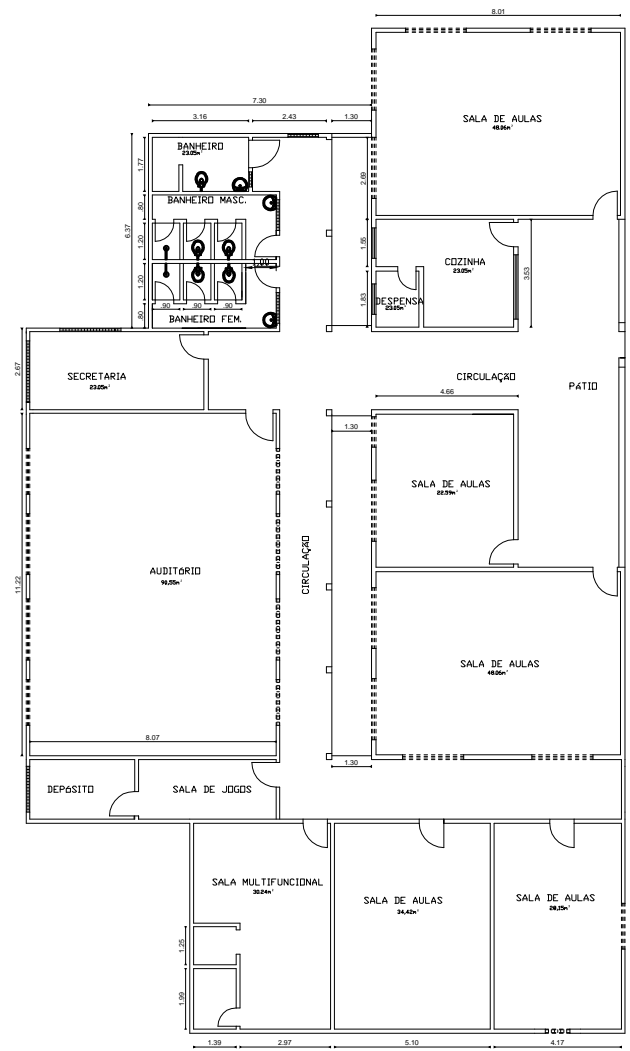 8.01
7.30
3.16
2.43
1.30
SALA DE AULAS
48.06m²
BANHEIRO
23.05m²
1.77
2.69
BANHEIRO MASC.
.80
6.37
1.20
1.55
COZINHA
23.05m²
3.53
1.00
1.20
1.83
DESPENSA
23.05m²
.90
.90
.90
.80
BANHEIRO FEM.
2.67
SECRETARIA
23.05m²
CIRCULAÇÃO
PáTIO
4.66
1.30
SALA DE AULAS
22.59m²
CIRCULAÇÃO
AUDITóRIO
90,55m²
11.22
SALA DE AULAS
48.06m²
8.07
1.30
DEPóSITO
SALA DE JOGOS
SALA MULTIFUNCIONAL
30.24m²
SALA DE AULAS
34,42m²
SALA DE AULAS
28,15m²
1.25
1.99
1.39
2.97
5.10
4.17